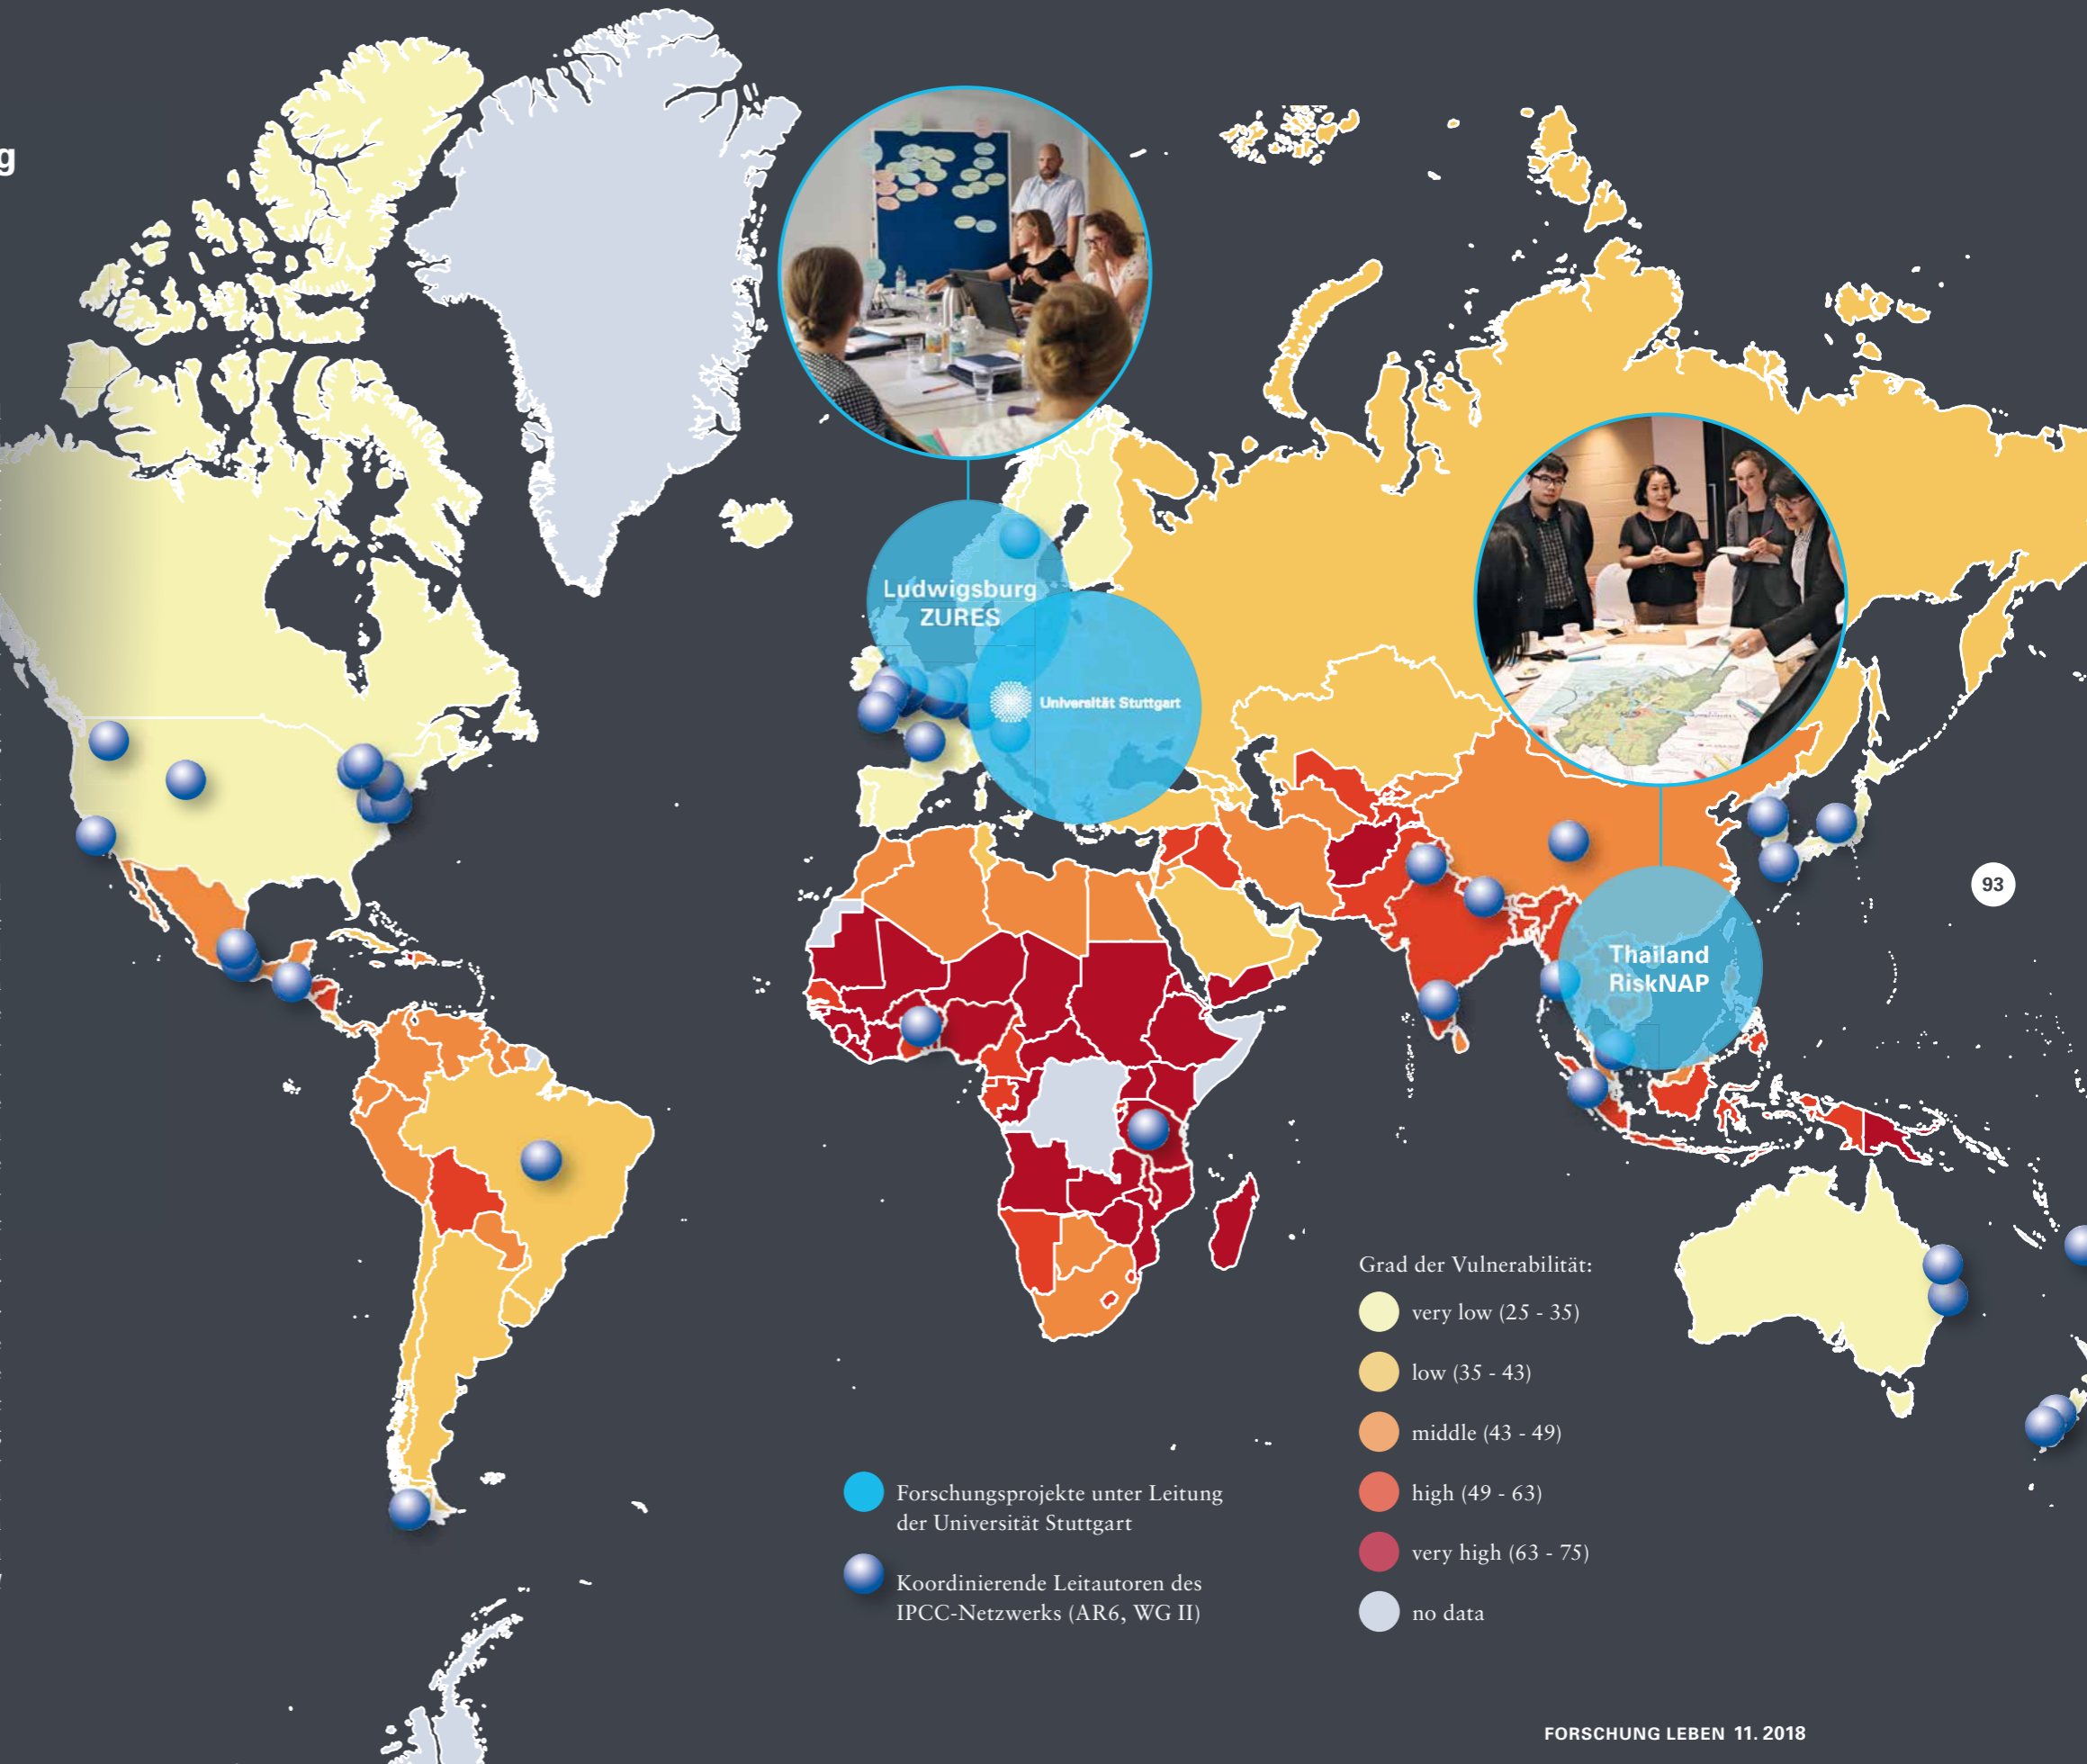 g
Ludwigsburg
ZURES
Universität Stuttgart
93
Thailand
RiskNAP
Grad der Vulnerabilität:
very low (25 - 35)
low (35 - 43)
middle (43 - 49)
high (49 - 63)
very high (63 - 75)
no data
Forschungsprojekte unter Leitung
der Universität Stuttgart
Koordinierende Leitautoren des
IPCC-Netzwerks (AR6, WG II)
FORSCHUNG LEBEN 11. 2018